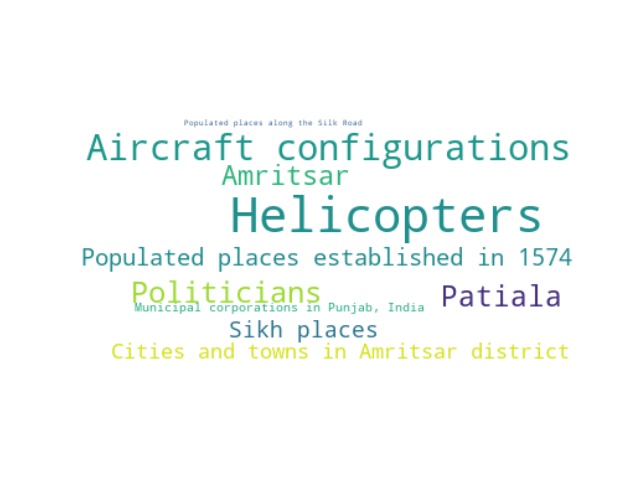 Populated places along the Silk Road
Aircraft configurations
Amritsar
Helicopters
Populated places established in 1574
Politicians
Patiala
Municipal corporations in Punjab, India
Sikh places
Cities and towns in Amritsar district